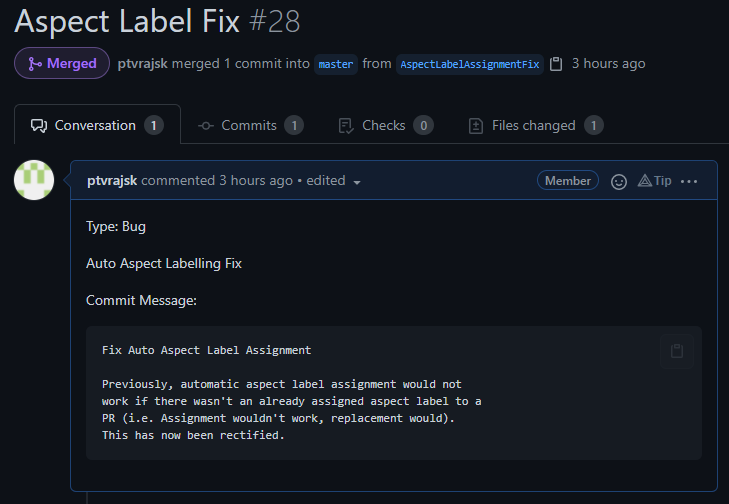 Aspect Label Fix #28
Merged ptvrajsk merged 1 commit into master from AspectLabelAssignmentFix 3 hours ago
Conversation 1 Commits 1 Checks 0 Files changed 1
ptvrajsk commented 3 hours ago • edited Member Tip ...
Type: Bug
Auto Aspect Labelling Fix
Commit Message:
Fix Auto Aspect Label Assignment
Previously, automatic aspect label assignment would not
work if there wasn't an already assigned aspect label to a
PR (i.e. Assignment wouldn't work, replacement would).
This has now been rectified.